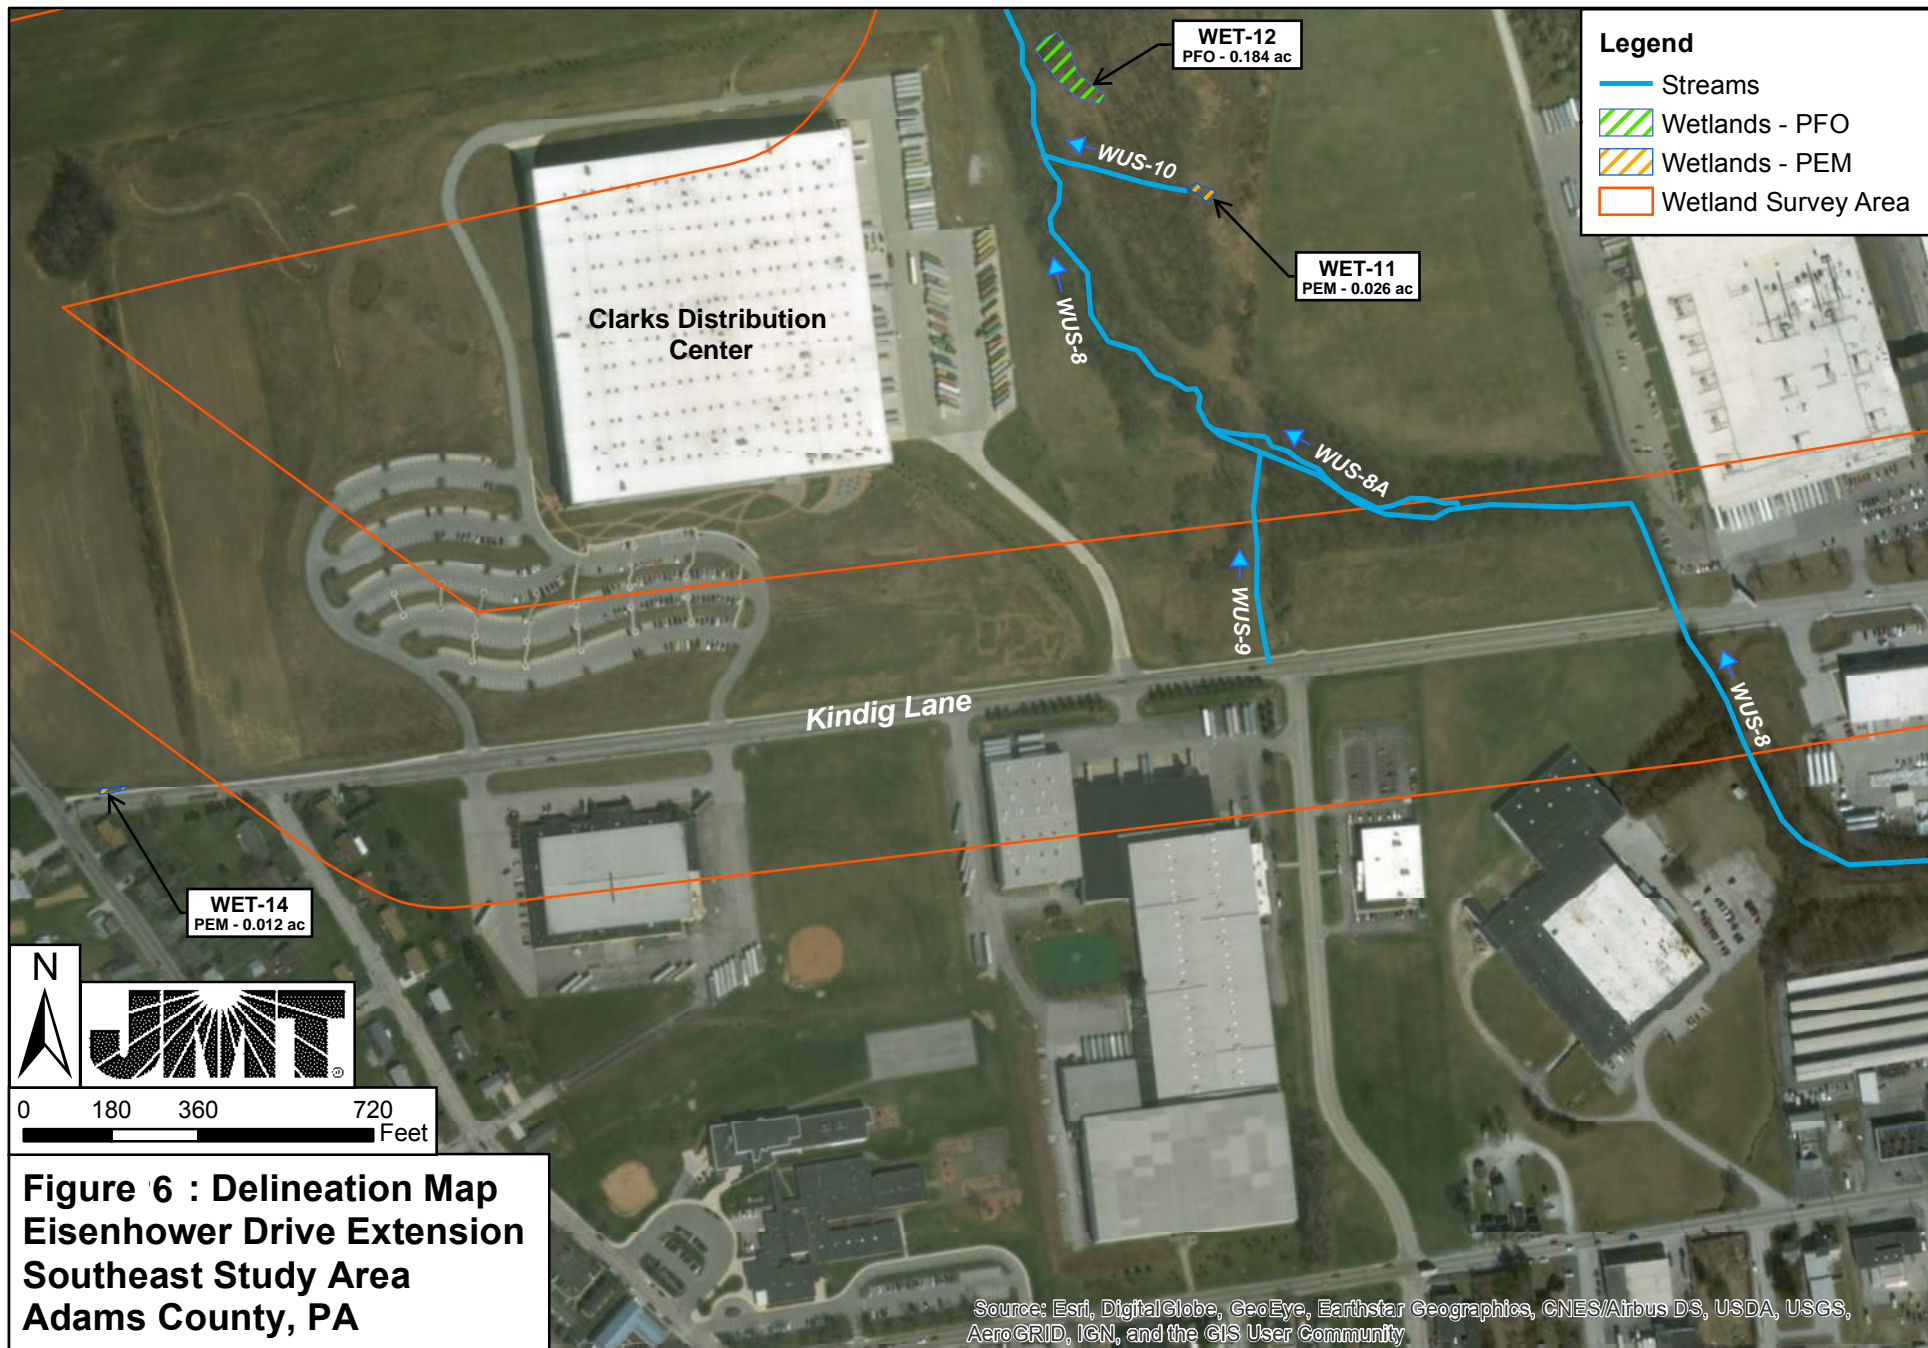 WET-12
PFO - 0.184 ac
Legend
Streams
Wetlands - PFO
Wetlands - PEM
Wetland Survey Area
WUS-10
WET-11
PEM - 0.026 ac
WUS-8
Clarks Distribution
Center
WUS-8A
WUS-9
WUS-8
Kindig Lane
WET-14
PEM - 0.012 ac
N
JMT
0 180 360 720
Feet
Figure 6 : Delineation Map
Eisenhower Drive Extension
Southeast Study Area
Adams County, PA
Source: Esri, DigitalGlobe, GeoEye, Earthstar Geographics, CNES/Airbus DS, USDA, USGS,
AeroGRID, IGN, and the GIS User Community